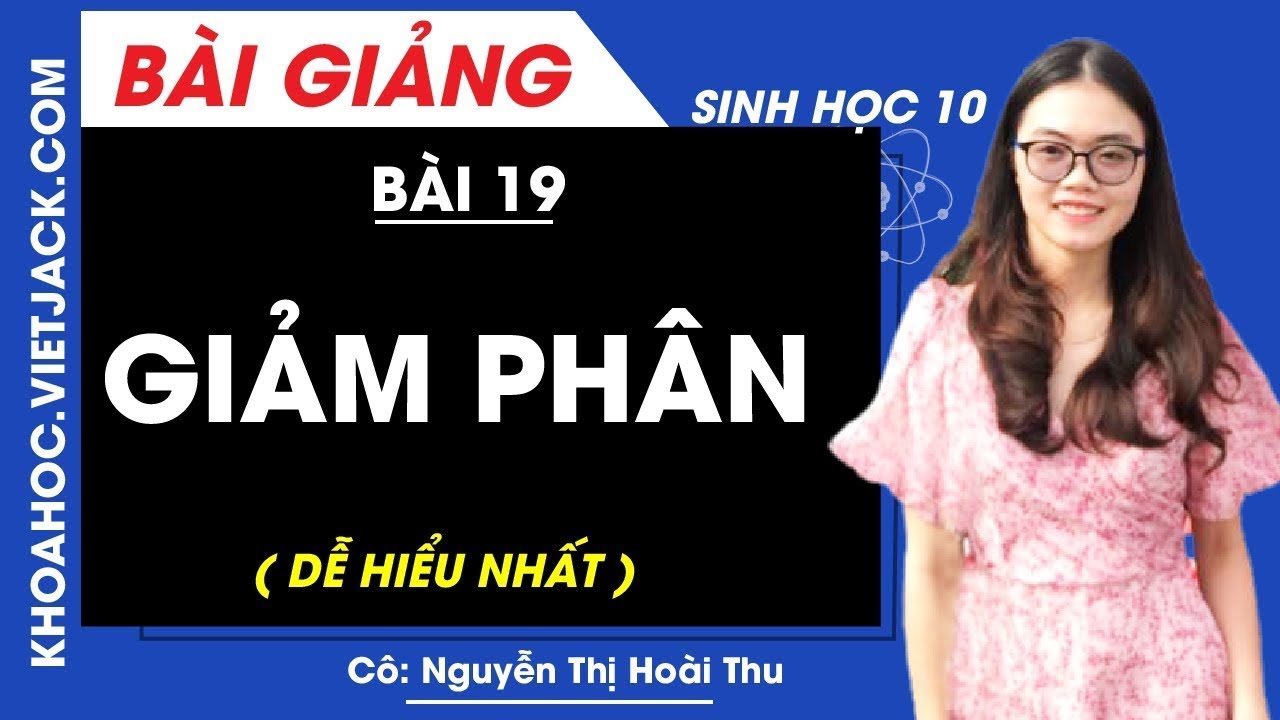 KHOAHOC.VIETJACK.COM
BÀI GIẢNG
SINH HỌC 10
BÀI 19
GIẢM PHÂN
( DỄ HIỂU NHẤT )
Cô: Nguyễn Thị Hoài Thu